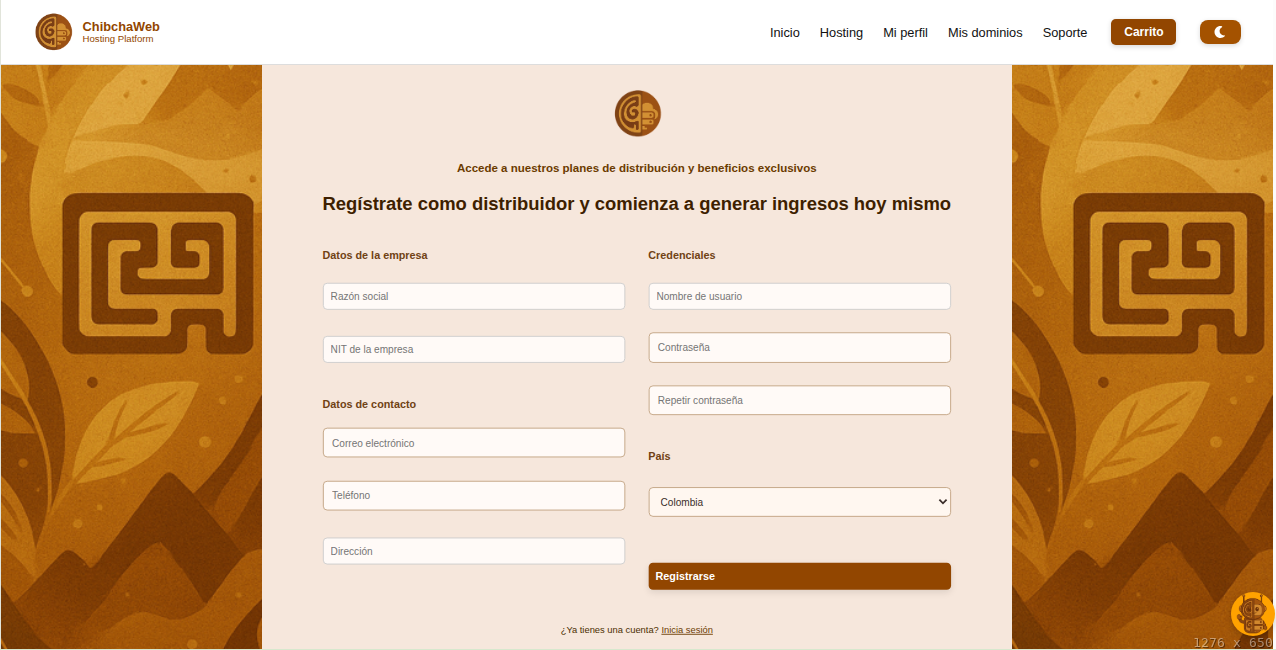 ChibchaWeb
Hosting Platform
Inicio
Hosting
Mi perfil
Mis dominios
Soporte
Carrito
Accede a nuestros planes de distribución y beneficios exclusivos
Regístrate como distribuidor y comienza a generar ingresos hoy mismo
Datos de la empresa
Razón social
NIT de la empresa
Datos de contacto
Correo electrónico
Teléfono
Dirección
Credenciales
Nombre de usuario
Contraseña
Repetir contraseña
País
Colombia
Registrarse
¿Ya tienes una cuenta? Inicia sesión
1276 x 650